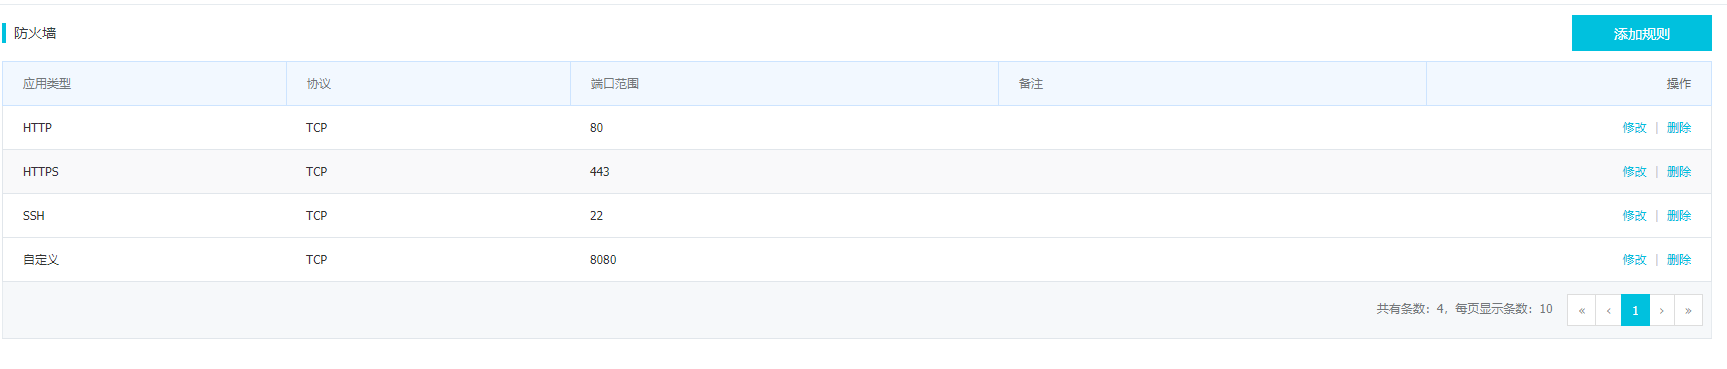 防火墙
添加规则
应用类型 协议 端口范围 备注 操作
HTTP TCP 80 修改 | 删除
HTTPS TCP 443 修改 | 删除
SSH TCP 22 修改 | 删除
自定义 TCP 8080 修改 | 删除
共有条数：4，每页显示条数：10 « ‹ 1 › »